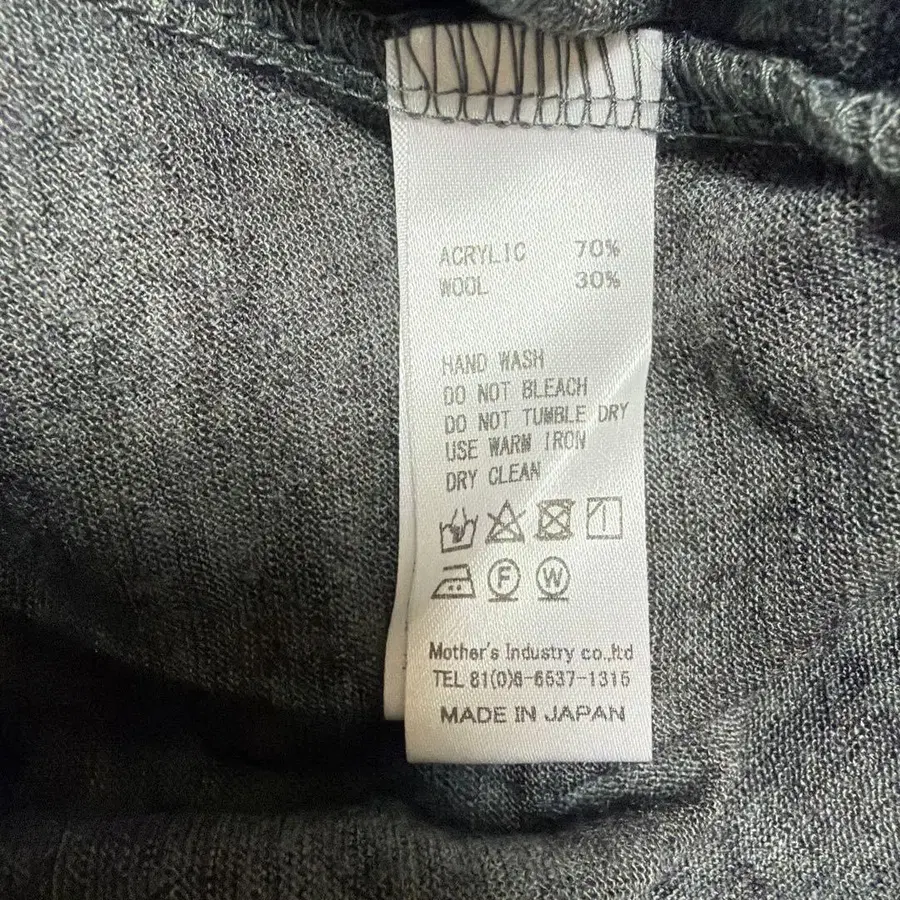 ACRYLIC 70%
WOOL 30%
HAND WASH
DO NOT BLEACH
DO NOT TUMBLE DRY
USE WARM IRON
DRY CLEAN
F W
Mother's Industry co.,ltd
TEL 81(0)6-6537-1315
MADE IN JAPAN